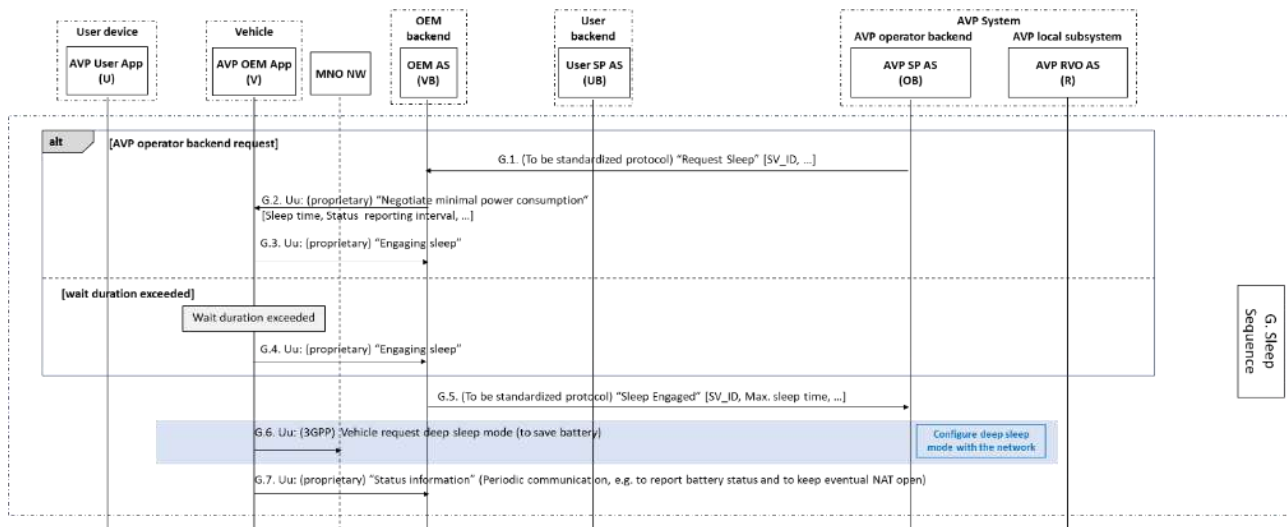 User device
AVP User App
(U)
Vehicle
AVP OEM App
(V)
MNO NW
OEM
backend
OEM AS
(VB)
User
backend
User SP AS
(UB)
AVP System
AVP operator backend
AVP SP AS
(OB)
AVP local subsystem
AVP RVO AS
(R)
alt
[AVP operator backend request]
G.1. (To be standardized protocol) “Request Sleep” [SV_ID, ...]
G.2. Uu: (proprietary) “Negotiate minimal power consumption”
[Sleep time, Status reporting interval, ...]
G.3. Uu: (proprietary) “Engaging sleep”
[wait duration exceeded]
Wait duration exceeded
G.4. Uu: (proprietary) “Engaging sleep”
G.5. (To be standardized protocol) “Sleep Engaged” [SV_ID, Max. sleep time, ...]
G.6. Uu: (3GPP) Vehicle request deep sleep mode (to save battery)
Configure deep sleep
mode with the network
G.7. Uu: (proprietary) “Status information” (Periodic communication, e.g. to report battery status and to keep eventual NAT open)
G. Sleep
Sequence